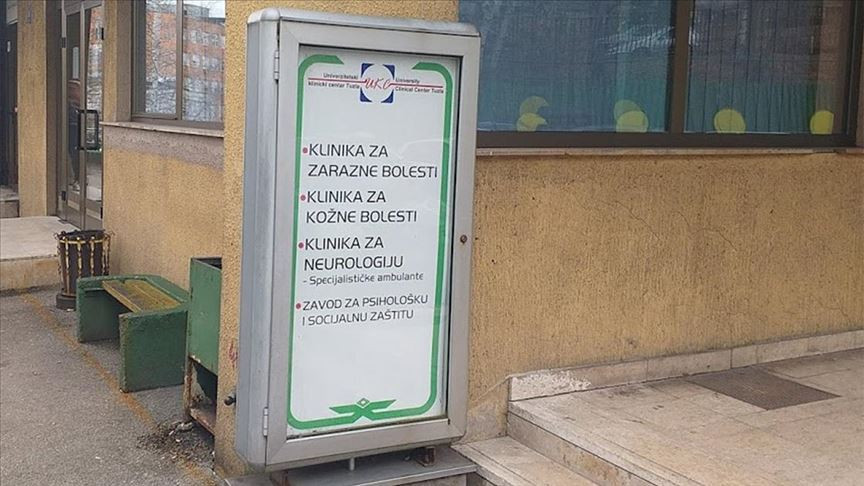 Univerzitetski
klinički centar Tuzla
UKC
University
Clinical Center Tuzla
KLINIKA ZA
ZARAZNE BOLESTI
KLINIKA ZA
KOŽNE BOLESTI
KLINIKA ZA
NEUROLOGIJU
- Specijalističke ambulante
ZAVOD ZA PSIHOLOŠKU
I SOCIJALNU ZAŠTITU